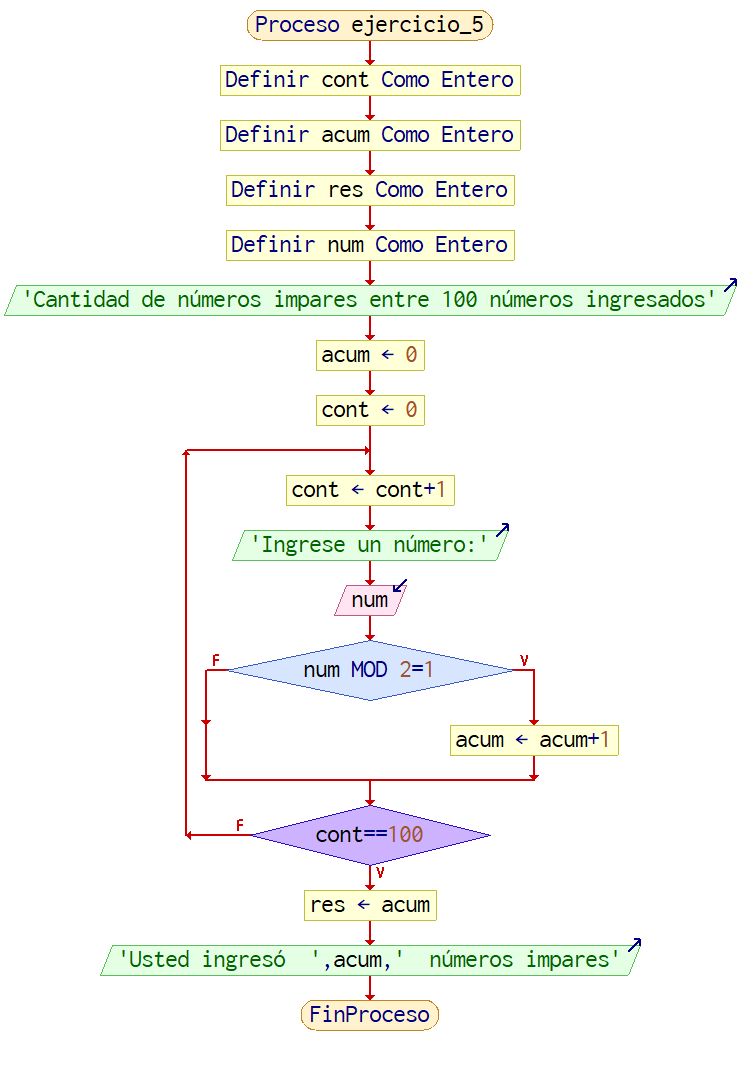 Proceso ejercicio_5
Definir cont Como Entero
Definir acum Como Entero
Definir res Como Entero
Definir num Como Entero
'Cantidad de números impares entre 100 números ingresados'
acum ← 0
cont ← 0
cont ← cont+1
'Ingrese un número:'
num
F
V
num MOD 2=1
acum ← acum+1
F
cont==100
V
res ← acum
'Usted ingresó  ',acum,'  números impares'
FinProceso